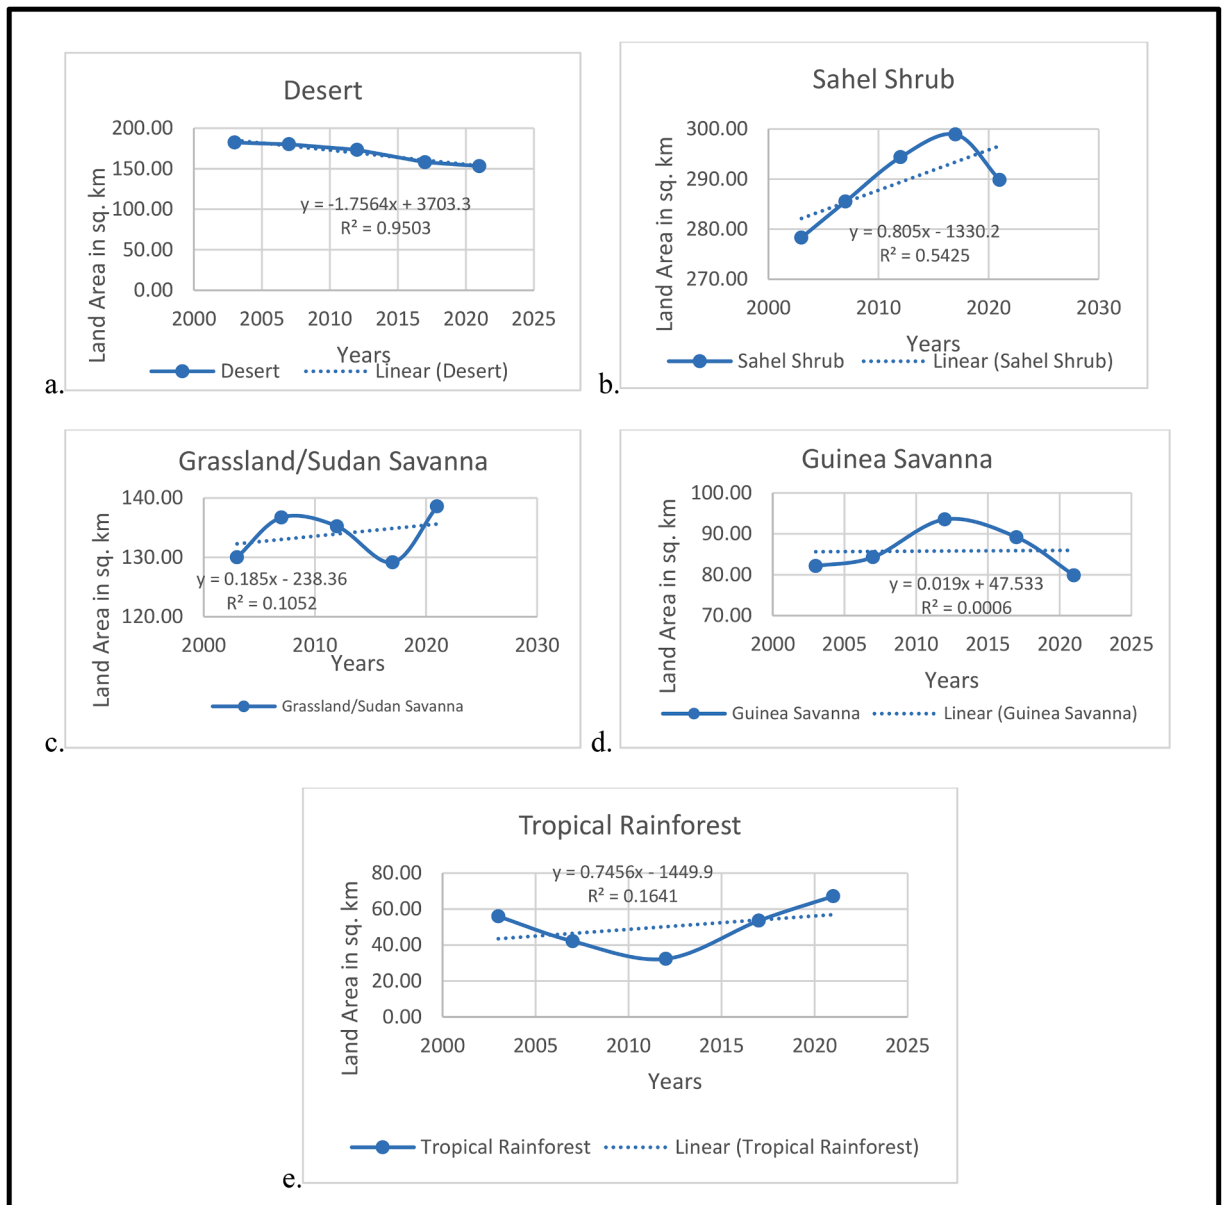 Desert
200.00
150.00
100.00
50.00
0.00
Land Area in sq. km
y = -1.7564x + 3703.3
R² = 0.9503
2000 2005 2010 2015 2020 2025
Years
Desert Linear (Desert)
a.
Sahel Shrub
300.00
290.00
280.00
270.00
Land Area in sq. km
y = 0.805x - 1330.2
R² = 0.5425
2000 2010 2020 2030
Years
Sahel Shrub Linear (Sahel Shrub)
b.
Grassland/Sudan Savanna
140.00
130.00
120.00
Land Area in sq. km
y = 0.185x - 238.36
R² = 0.1052
2000 2010 2020 2030
Years
Grassland/Sudan Savanna
c.
Guinea Savanna
100.00
90.00
80.00
70.00
Land Area in sq. km
y = 0.019x + 47.533
R² = 0.0006
2000 2005 2010 2015 2020 2025
Years
Guinea Savanna Linear (Guinea Savanna)
d.
Tropical Rainforest
80.00
60.00
40.00
20.00
0.00
Land Area in sq. km
y = 0.7456x - 1449.9
R² = 0.1641
2000 2005 2010 2015 2020 2025
Years
Tropical Rainforest Linear (Tropical Rainforest)
e.